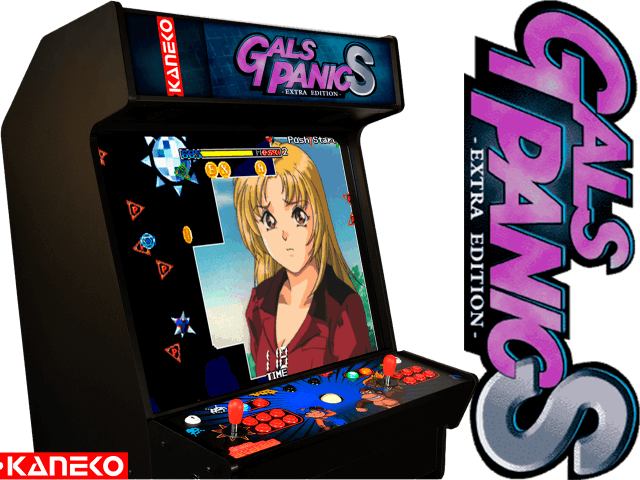 KANEKO
GALS
PANIC S
- EXTRA EDITION -
Push Start
E X
TIME
GALS
PANIC S
- EXTRA EDITION -
KANEKO